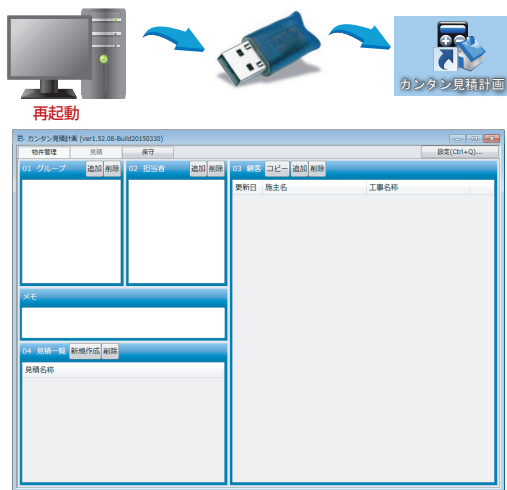 カンタン見積計画
再起動
カンタン見積計画 (ver1.52.08-Build20150330)
物件管理 見積 保守 設定(Ctrl+Q)...
01 グループ 追加 削除 02 担当者 追加 削除 03 顧客 コピー 追加 削除
更新日 施主名 工事名称
メモ
04 見積一覧 新規作成 削除
見積名称